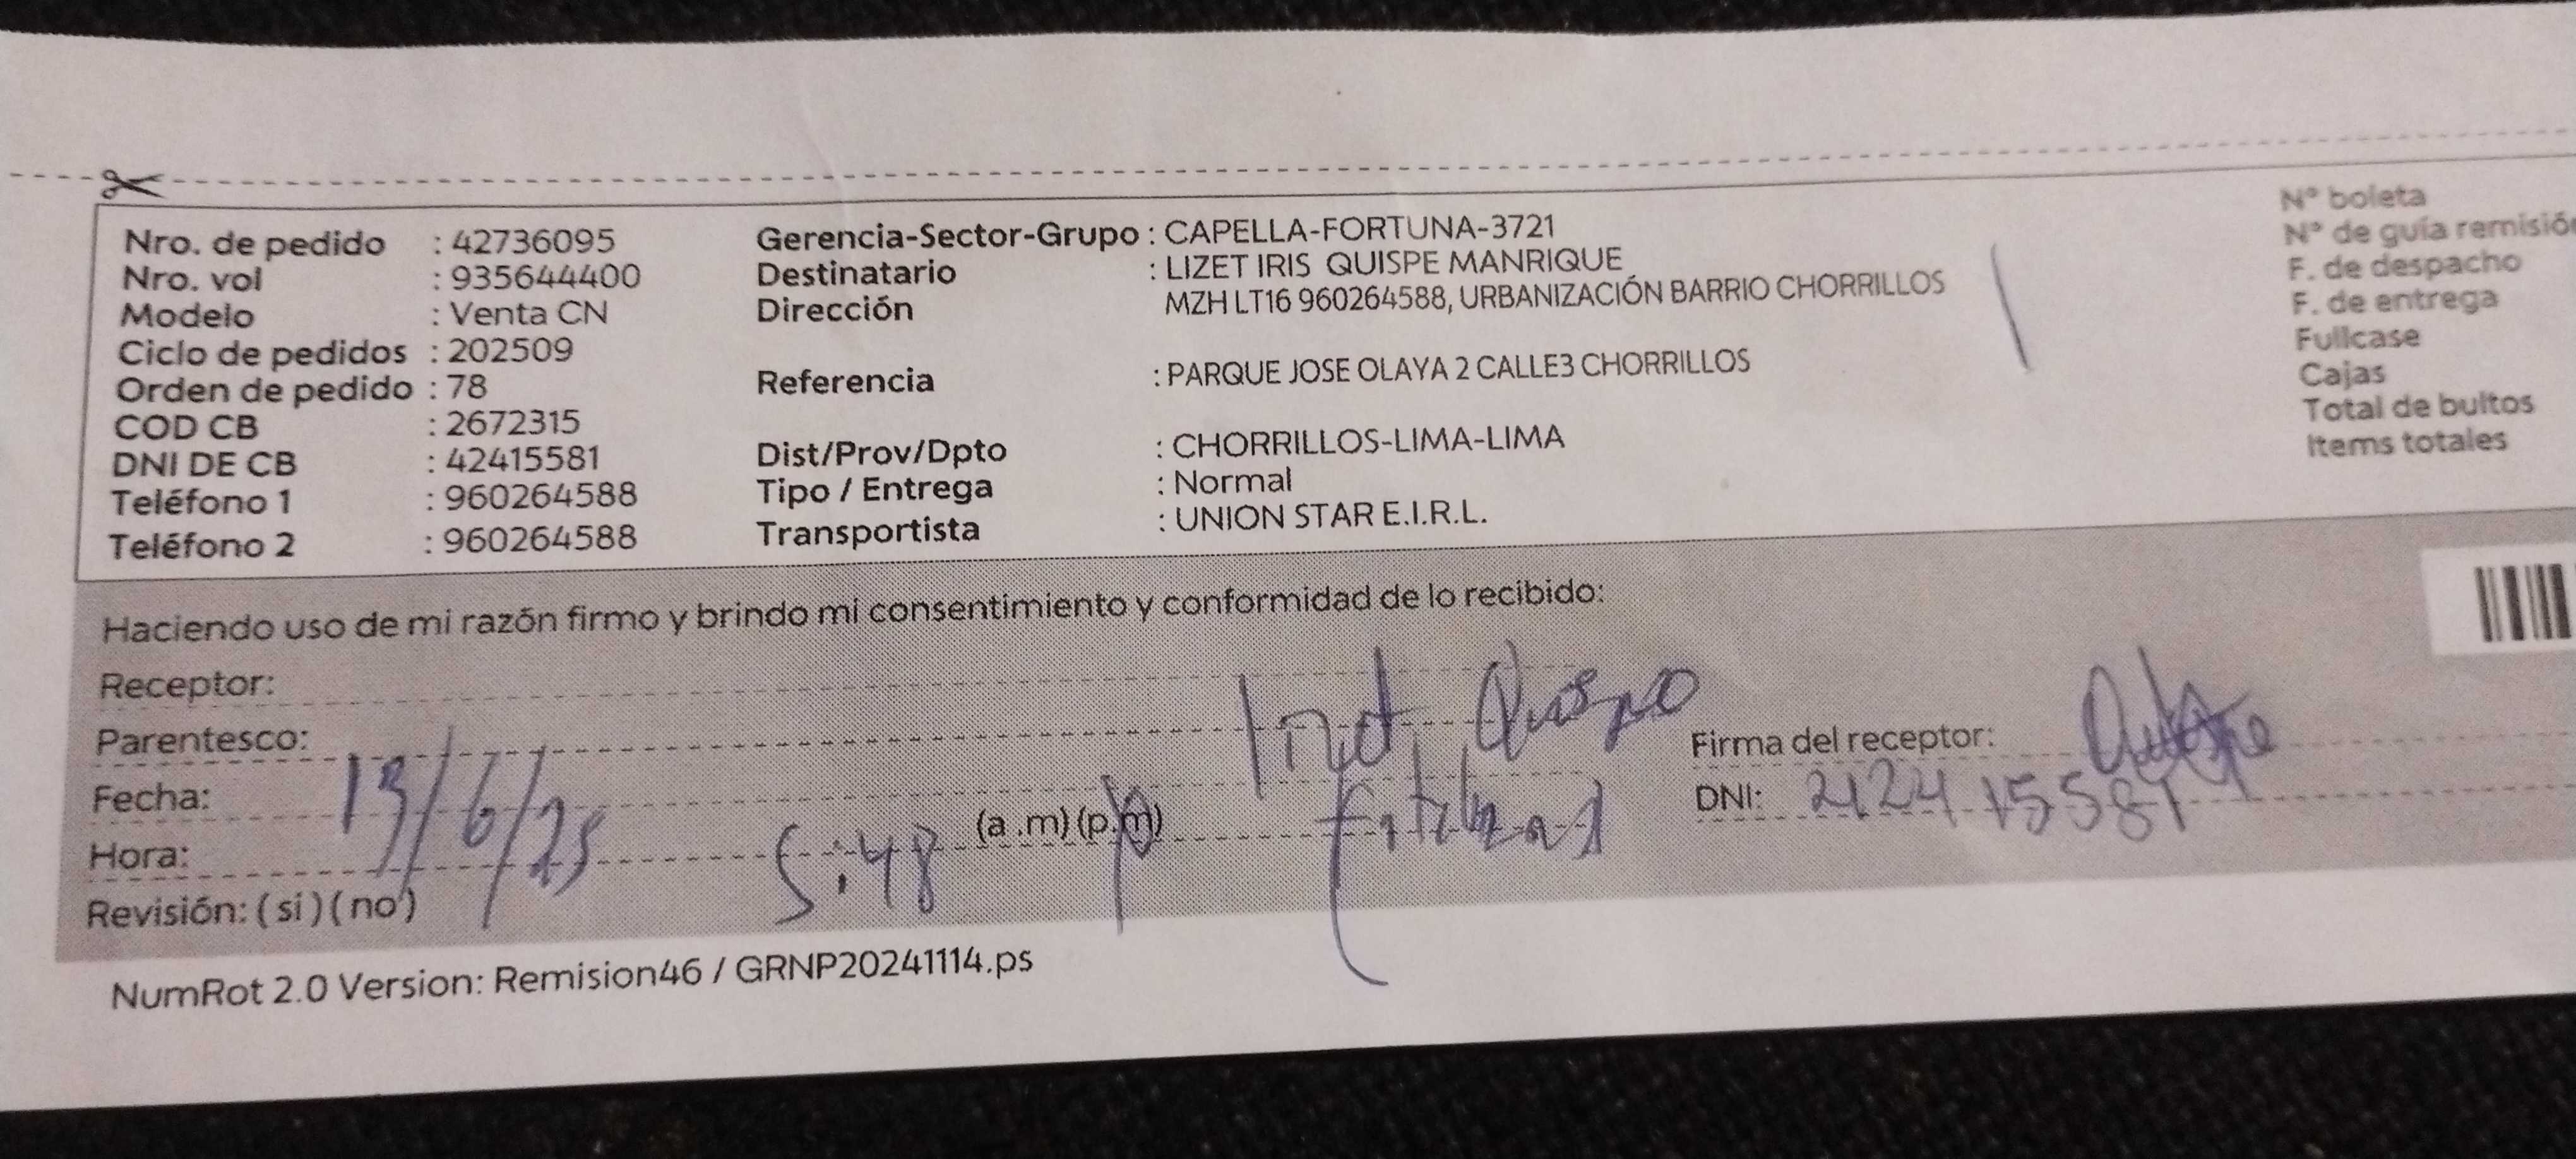 Nro. de pedido : 42736095
Nro. vol : 935644400
Modelo : Venta CN
Ciclo de pedidos : 202509
Orden de pedido : 78
COD CB : 2672315
DNI DE CB : 42415581
Teléfono 1 : 960264588
Teléfono 2 : 960264588
Gerencia-Sector-Grupo : CAPELLA-FORTUNA-3721
Destinatario : LIZET IRIS QUISPE MANRIQUE
Dirección MZH LT16 960264588, URBANIZACIÓN BARRIO CHORRILLOS
Referencia : PARQUE JOSE OLAYA 2 CALLE3 CHORRILLOS
Dist/Prov/Dpto : CHORRILLOS-LIMA-LIMA
Tipo / Entrega : Normal
Transportista : UNION STAR E.I.R.L.
N° boleta
N° de guía remisió
F. de despacho
F. de entrega
Fullcase
Cajas
Total de bultos
Items totales
Haciendo uso de mi razón firmo y brindo mi consentimiento y conformidad de lo recibido:
Receptor: Quispe
Parentesco:
Fecha: 13/6/25
Hora: 5:48 (a .m) (p.m)
Revisión: ( si ) ( no )
Firma del receptor:
DNI:
NumRot 2.0 Version: Remision46 / GRNP20241114.ps